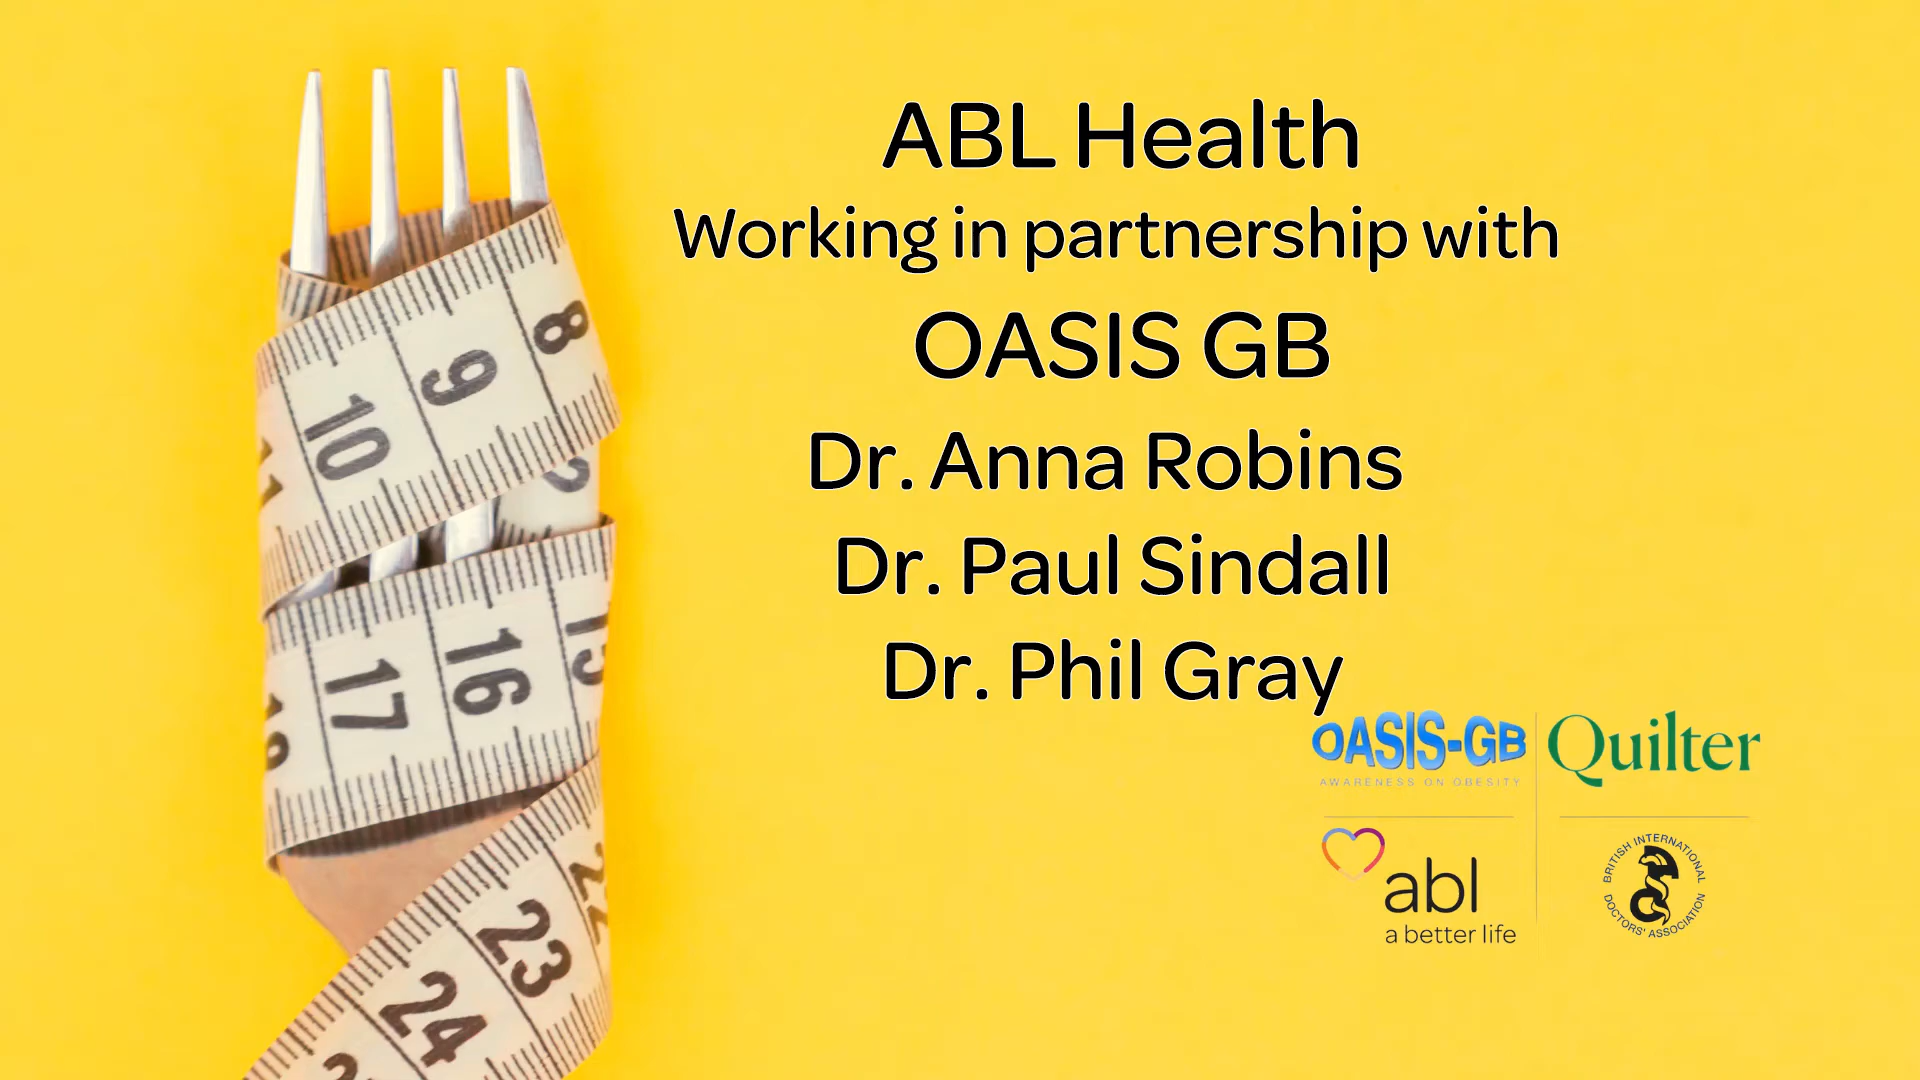 ABL Health
Working in partnership with
OASIS GB
Dr. Anna Robins
Dr. Paul Sindall
Dr. Phil Gray
OASIS-GB
AWARENESS ON OBESITY
Quilter
abl
a better life
BRITISH INTERNATIONAL
DOCTORS' ASSOCIATION
8
9
10
11
15
16
17
18
22
23
24